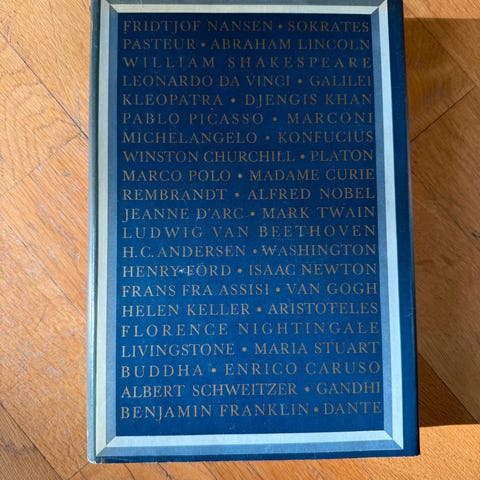 FRIDTJOF NANSEN • SOKRATES
PASTEUR • ABRAHAM LINCOLN
WILLIAM SHAKESPEARE
LEONARDO DA VINCI • GALILEI
KLEOPATRA • DJENGIS KHAN
PABLO PICASSO • MARCONI
MICHELANGELO • KONFUCIUS
WINSTON CHURCHILL • PLATON
MARCO POLO • MADAME CURIE
REMBRANDT • ALFRED NOBEL
JEANNE D'ARC • MARK TWAIN
LUDWIG VAN BEETHOVEN
H. C. ANDERSEN • WASHINGTON
HENRY FORD • ISAAC NEWTON
FRANS FRA ASSISI • VAN GOGH
HELEN KELLER • ARISTOTELES
FLORENCE NIGHTINGALE
LIVINGSTONE • MARIA STUART
BUDDHA • ENRICO CARUSO
ALBERT SCHWEITZER • GANDHI
BENJAMIN FRANKLIN • DANTE